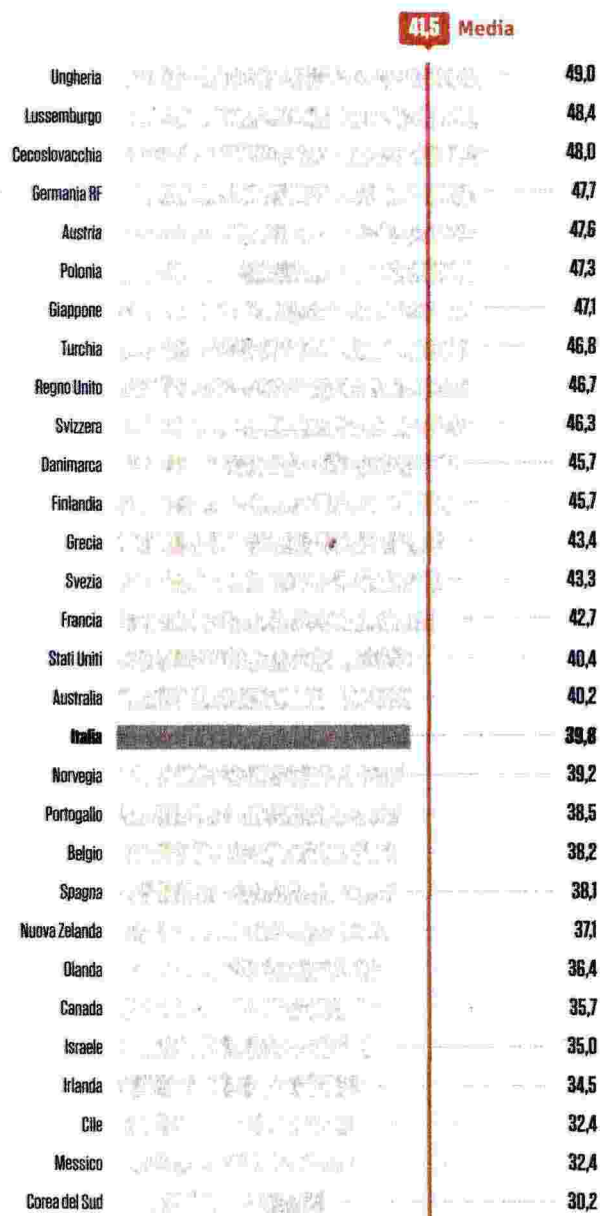 41,5 Media
Ungheria 49,0
Lussemburgo 48,4
Cecoslovacchia 48,0
Germania RF 47,7
Austria 47,6
Polonia 47,3
Giappone 47,1
Turchia 46,8
Regno Unito 46,7
Svizzera 46,3
Danimarca 45,7
Finlandia 45,7
Grecia 43,4
Svezia 43,3
Francia 42,7
Stati Uniti 40,4
Australia 40,2
Italia 39,8
Norvegia 39,2
Portogallo 38,5
Belgio 38,2
Spagna 38,1
Nuova Zelanda 37,1
Olanda 36,4
Canada 35,7
Israele 35,0
Irlanda 34,5
Cile 32,4
Messico 32,4
Corea del Sud 30,2